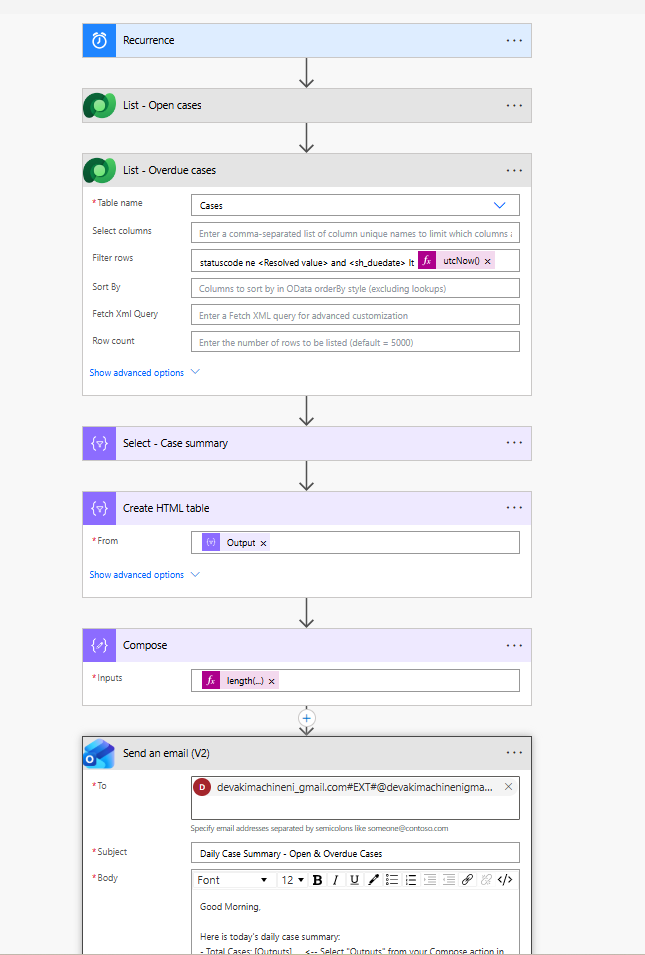 Recurrence
List - Open cases
List - Overdue cases
* Table name
Cases
Select columns
Enter a comma-separated list of column unique names to limit which columns a
Filter rows
statuscode ne <Resolved value> and <sh_duedate> lt fx utcNow() ×
Sort By
Columns to sort by in OData orderBy style (excluding lookups)
Fetch Xml Query
Enter a Fetch XML query for advanced customization
Row count
Enter the number of rows to be listed (default = 5000)
Show advanced options
Select - Case summary
Create HTML table
* From
Output ×
Show advanced options
Compose
* Inputs
fx length(...) ×
Send an email (V2)
* To
D devakimachineni_gmail.com#EXT#@devakimachinenigma... ×
Specify email addresses separated by semicolons like someone@contoso.com
* Subject
Daily Case Summary - Open & Overdue Cases
* Body
Font 12 B I U </>
Good Morning,
Here is today's daily case summary:
- Total Cases: [Outputs] <-- Select "Outputs" from your Compose action in